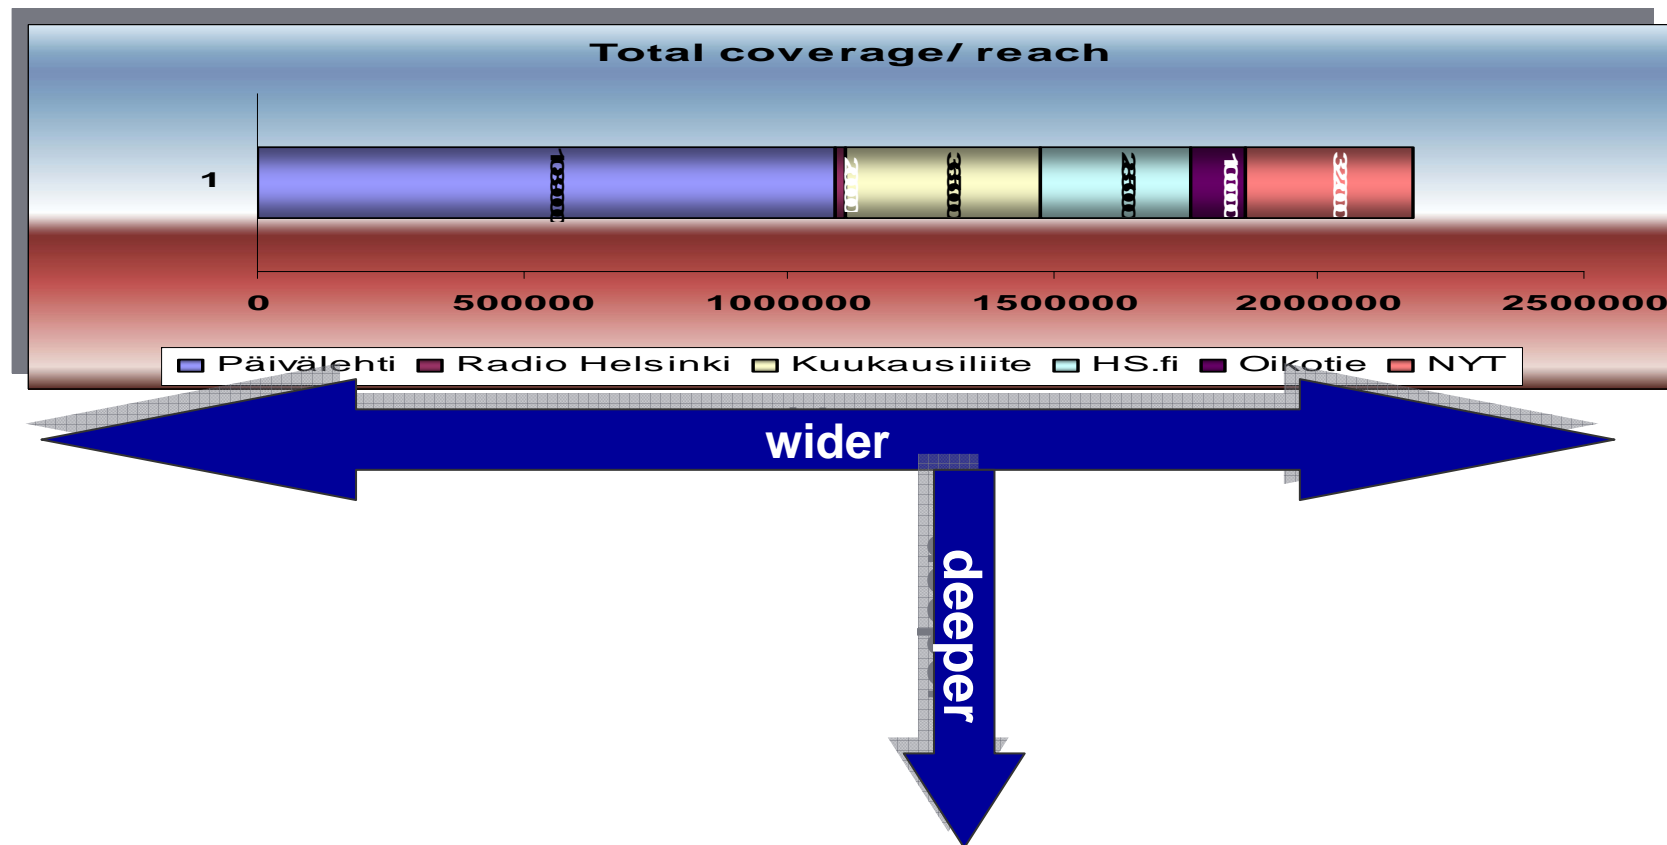 Total coverage/ reach
1
0 500000 1000000 1500000 2000000 2500000
Päivälehti Radio Helsinki Kuukausiliite HS.fi Oikotie NYT
wider
deeper